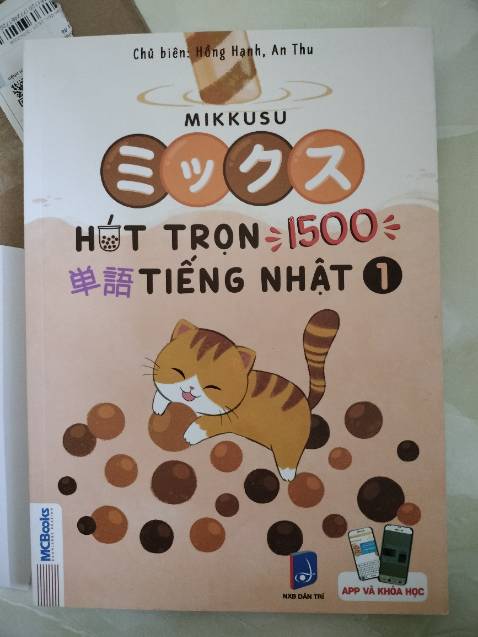 Chủ biên: Hồng Hạnh, An Thu
MIKKUSU
ミックス
HÚT TRỌN 1500
単語 TIẾNG NHẬT 1
MCBooks
NXB DÂN TRÍ
APP VÀ KHÓA HỌC